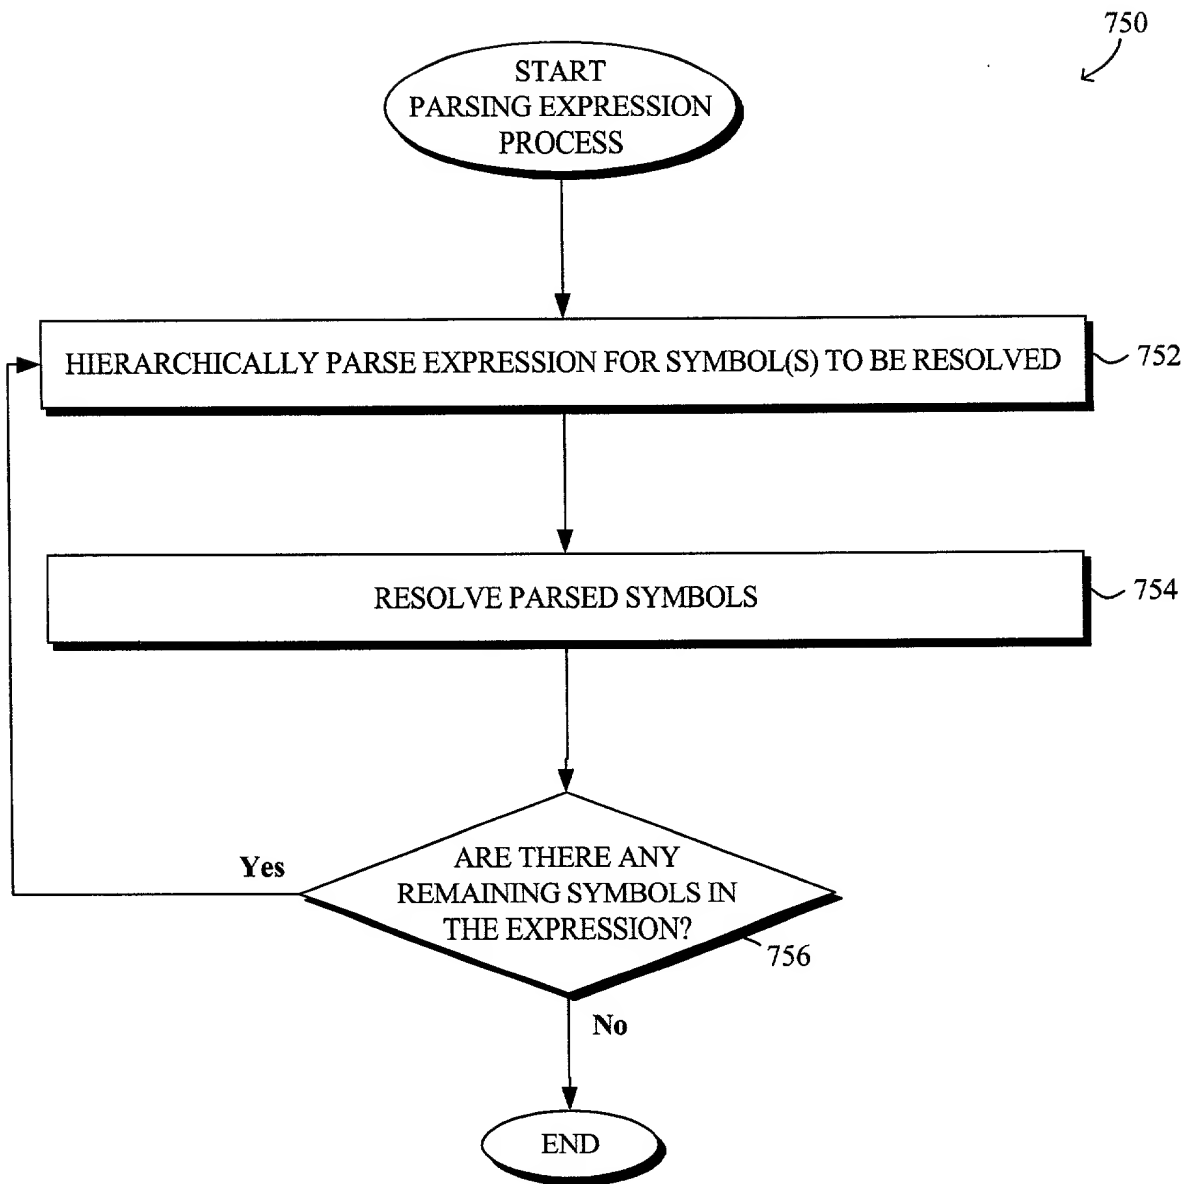 750
START
PARSING EXPRESSION
PROCESS
HIERARCHICALLY PARSE EXPRESSION FOR SYMBOL(S) TO BE RESOLVED
752
RESOLVE PARSED SYMBOLS
754
Yes
ARE THERE ANY
REMAINING SYMBOLS IN
THE EXPRESSION?
756
No
END